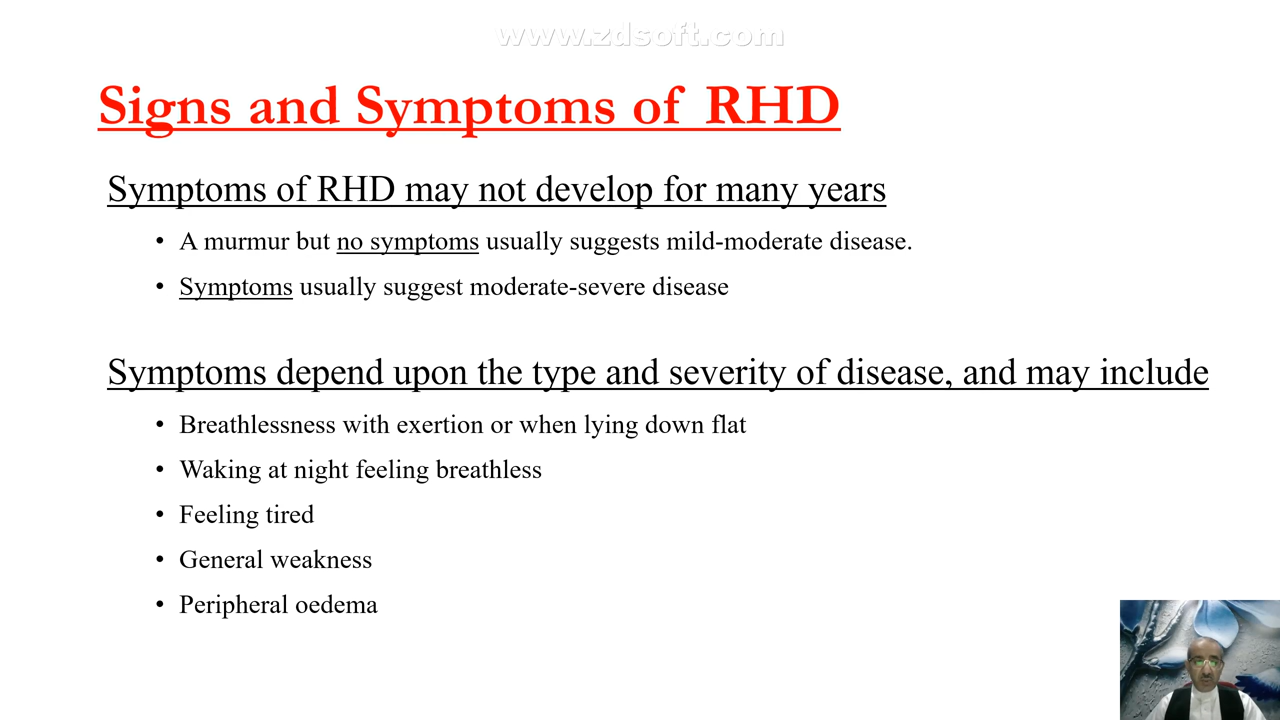 www.zdsoft.com
Signs and Symptoms of RHD
Symptoms of RHD may not develop for many years
• A murmur but no symptoms usually suggests mild-moderate disease.
• Symptoms usually suggest moderate-severe disease
Symptoms depend upon the type and severity of disease, and may include
• Breathlessness with exertion or when lying down flat
• Waking at night feeling breathless
• Feeling tired
• General weakness
• Peripheral oedema